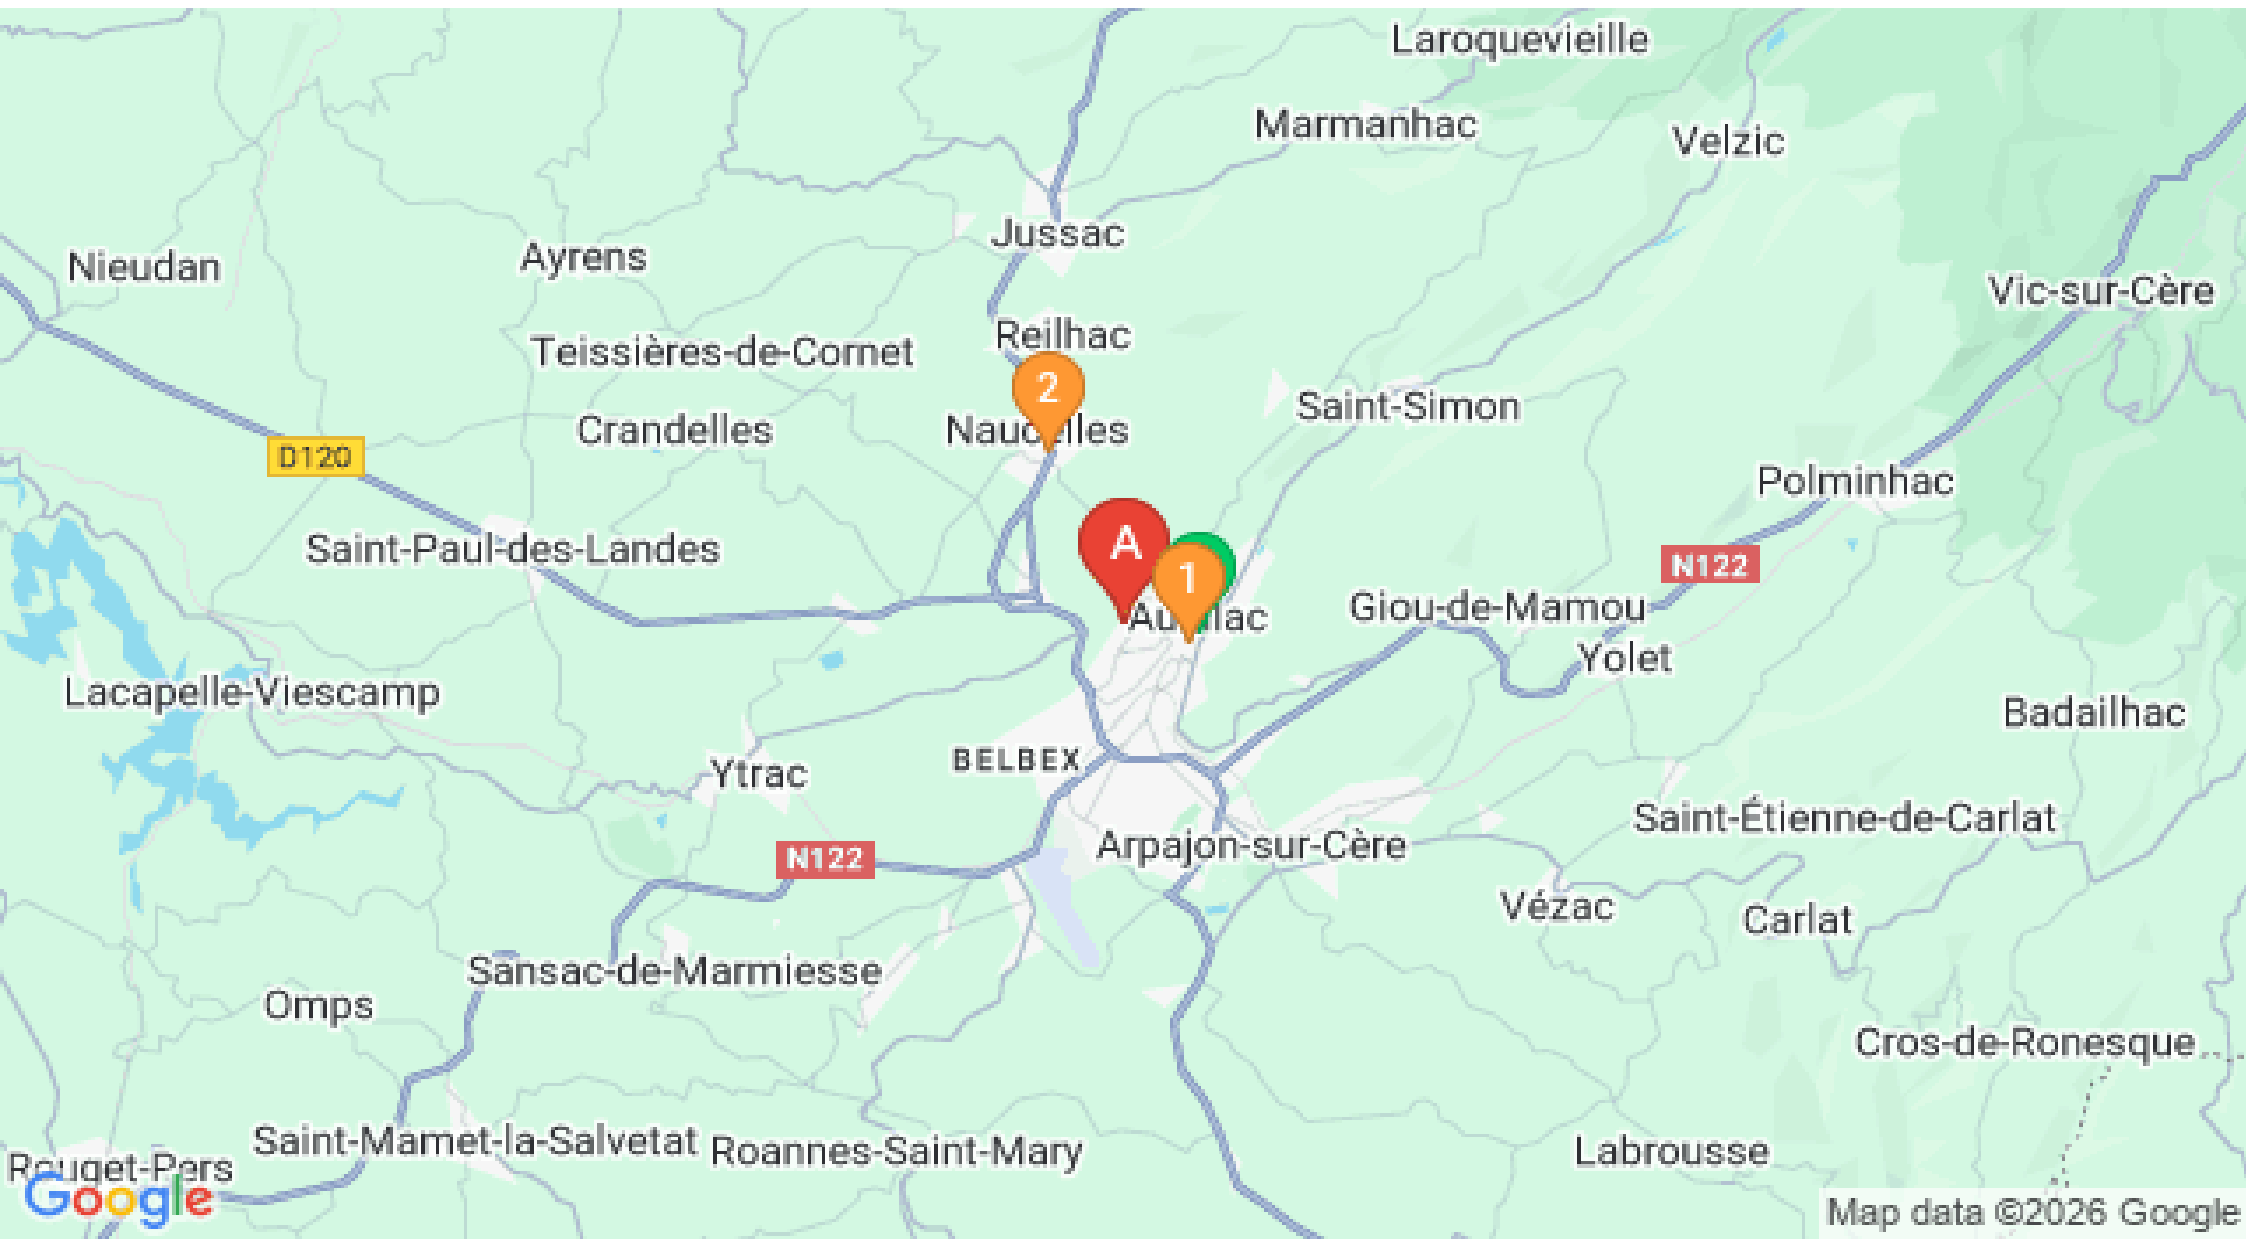 Laroquevieille
Marmanhac
Velzic
Jussac
Nieudan
Ayrens
Vic-sur-Cère
Reilhac
Teissières-de-Cornet
2
Saint-Simon
Crandelles
Naucelles
D120
Polminhac
A
Saint-Paul-des-Landes
N122
1
Giou-de-Mamou
Aurillac
Yolet
Lacapelle-Viescamp
Badailhac
BELBEX
Ytrac
Saint-Étienne-de-Carlat
Arpajon-sur-Cère
N122
Vézac
Carlat
Sansac-de-Marmiesse
Omps
Cros-de-Ronesque
Saint-Mamet-la-Salvetat
Roannes-Saint-Mary
Labrousse
Rouget-Pers
Google
Map data ©2026 Google